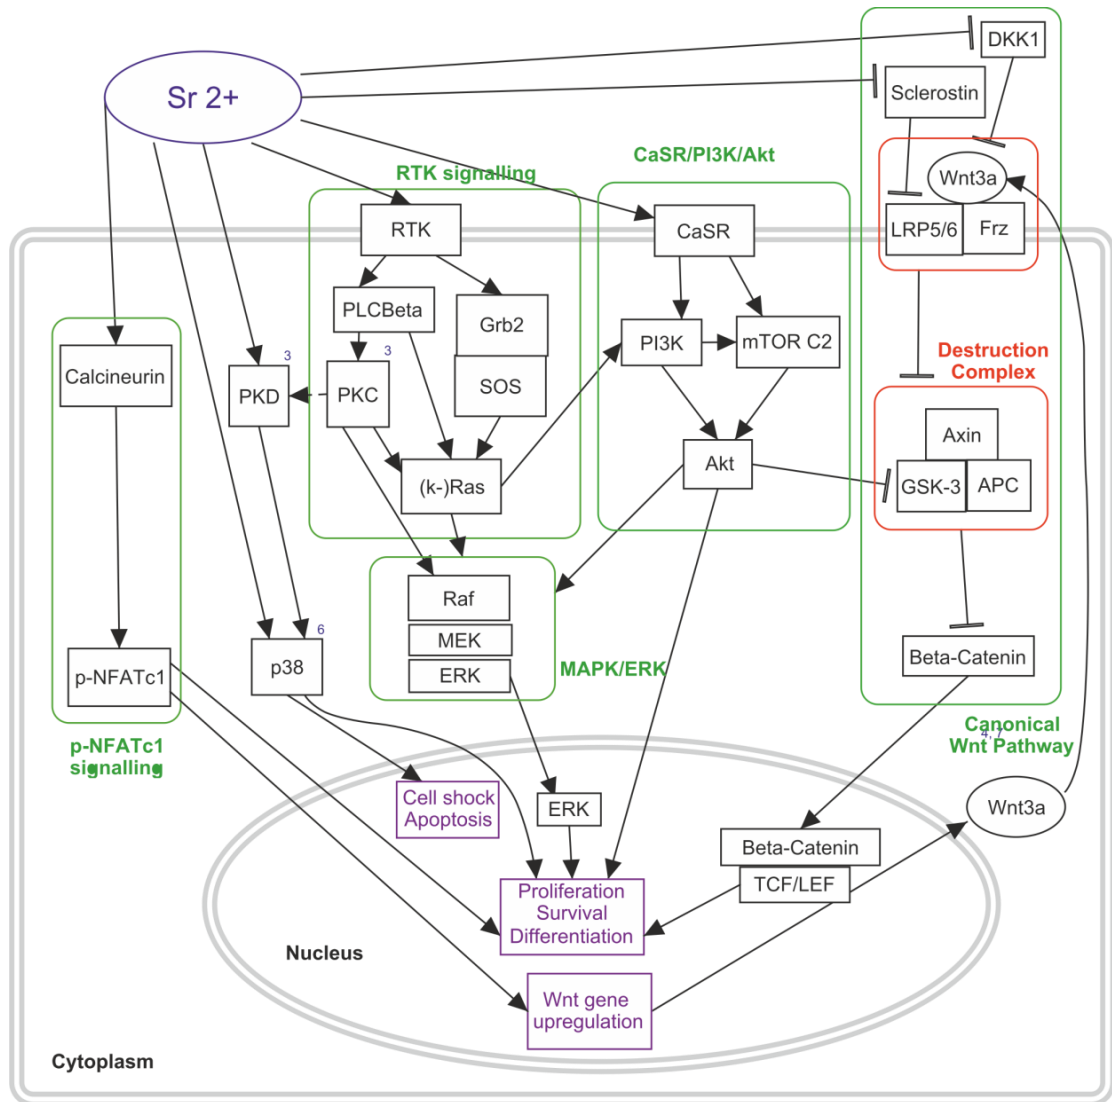 DKK1
Sr 2+
Sclerostin
CaSR/PI3K/Akt
RTK signalling
Wnt3a
RTK
CaSR
LRP5/6
Frz
PLCBeta
Grb2
PI3K
mTOR C2
Calcineurin
3
3
Destruction
Complex
PKD
PKC
SOS
Axin
Akt
(k-)Ras
GSK-3
APC
Raf
6
MEK
p38
Beta-Catenin
p-NFATc1
ERK
MAPK/ERK
p-NFATc1
signalling
Canonical
4, 7
Wnt Pathway
Cell shock
Apoptosis
ERK
Wnt3a
Beta-Catenin
TCF/LEF
Proliferation
Survival
Differentiation
Nucleus
Wnt gene
upregulation
Cytoplasm